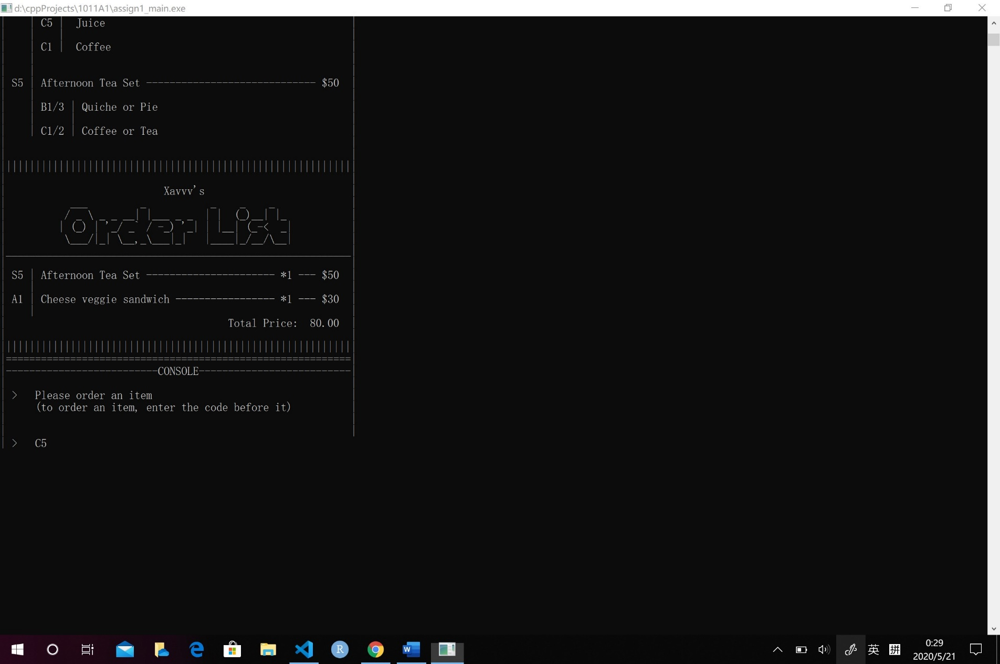 d:\cppProjects\1011A1\assign1_main.exe
C5 | Juice
C1 | Coffee
S5 | Afternoon Tea Set ----------------------------- $50
B1/3 | Quiche or Pie
C1/2 | Coffee or Tea
Xavvv's
Order List
S5 | Afternoon Tea Set ---------------------- *1 --- $50
A1 | Cheese veggie sandwich ----------------- *1 --- $30
Total Price: 80.00
--------------------------CONSOLE--------------------------
> Please order an item
(to order an item, enter the code before it)
> C5
英 拼 0:29
2020/5/21